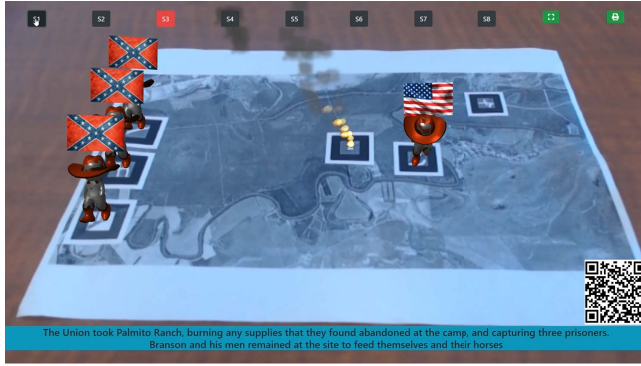 S1 S2 S3 S4 S5 S6 S7 S8
The Union took Palmito Ranch, burning any supplies that they found abandoned at the camp, and capturing three prisoners.
Branson and his men remained at the site to feed themselves and their horses